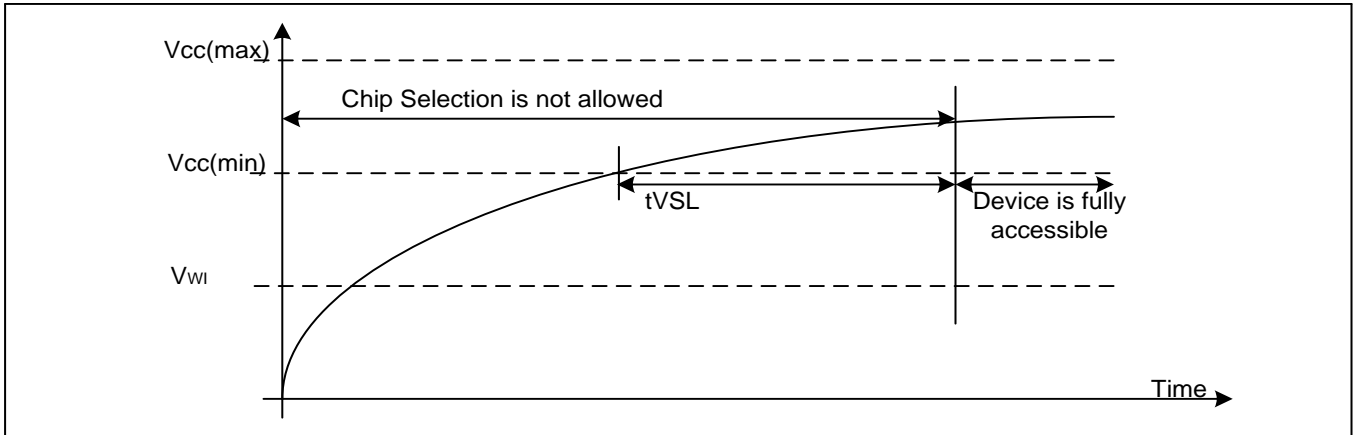 Vcc(max)
Chip Selection is not allowed
Vcc(min)
tVSL
Device is fully
accessible
VWI
Time